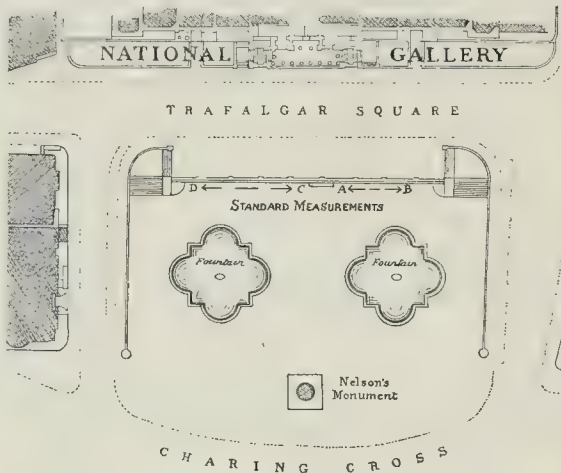 NATIONAL GALLERY
TRAFALGAR SQUARE
D C A B
STANDARD MEASUREMENTS
Fountain Fountain
Nelson's
Monument
CHARING CROSS